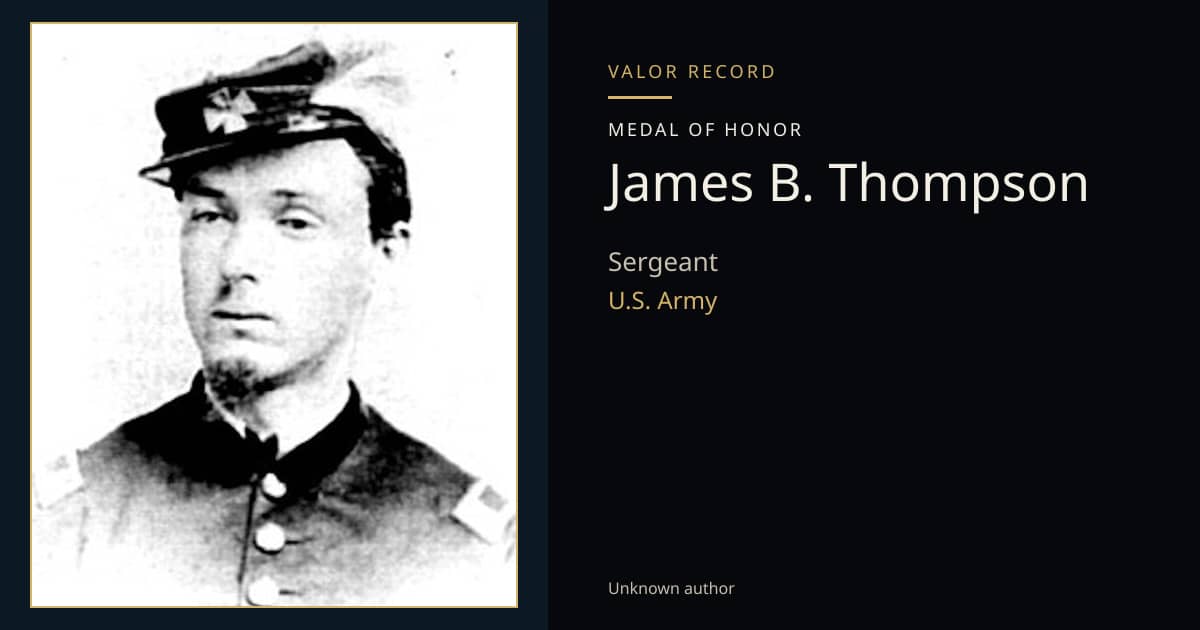 VALOR RECORD
MEDAL OF HONOR
James B. Thompson
Sergeant
U.S. Army
Unknown author